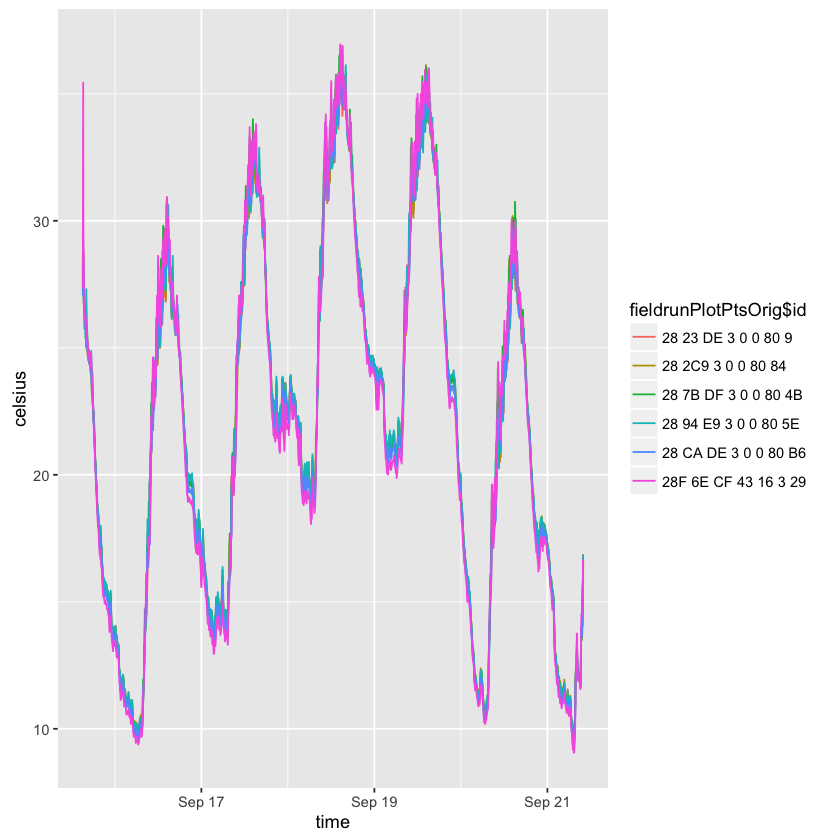 30
20
10
celsius
Sep 17
Sep 19
Sep 21
time
fieldrunPlotPtsOrig$id
28 23 DE 3 0 0 80 9
28 2C9 3 0 0 80 84
28 7B DF 3 0 0 80 4B
28 94 E9 3 0 0 80 5E
28 CA DE 3 0 0 80 B6
28F 6E CF 43 16 3 29